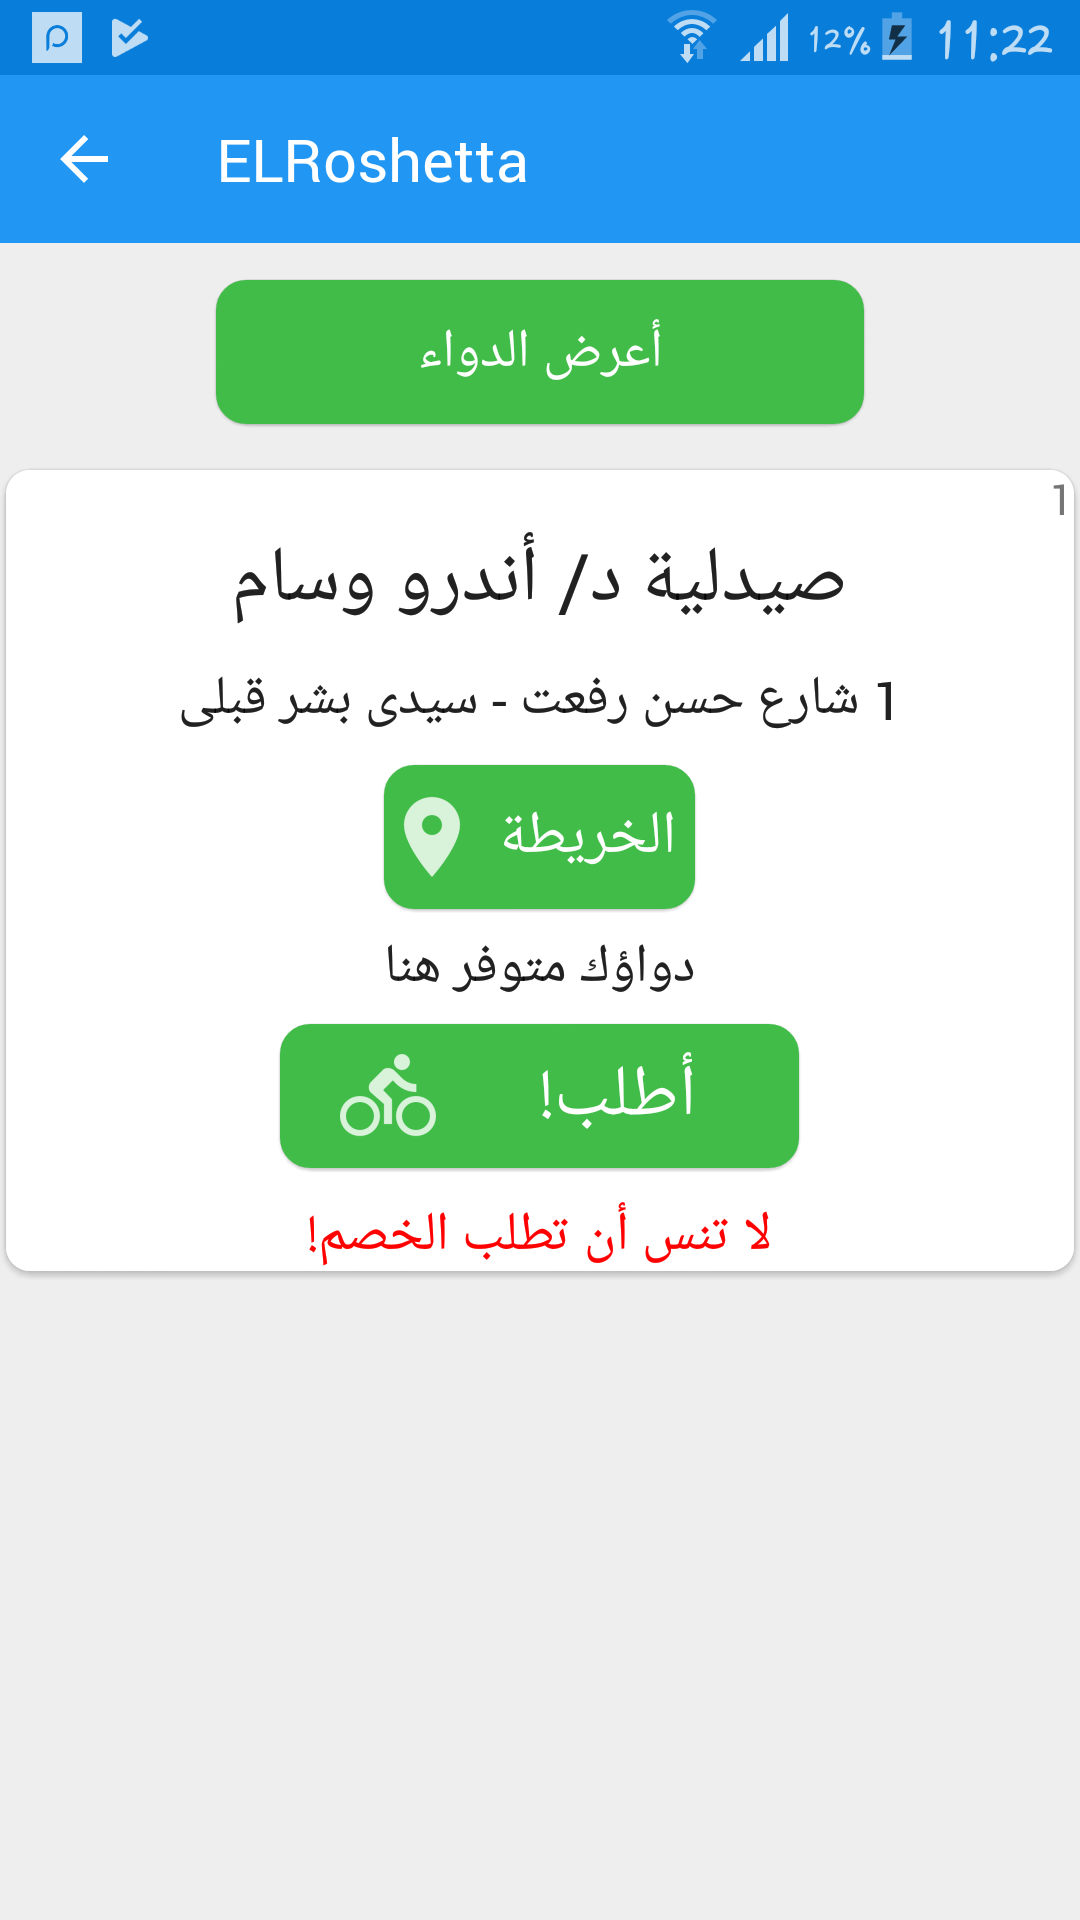 12% 11:22
ELRoshetta
أعرض الدواء
1
صيدلية د/ أندرو وسام
1 شارع حسن رفعت - سيدى بشر قبلى
الخريطة
دواؤك متوفر هنا
أطلب!
لا تنس أن تطلب الخصم!